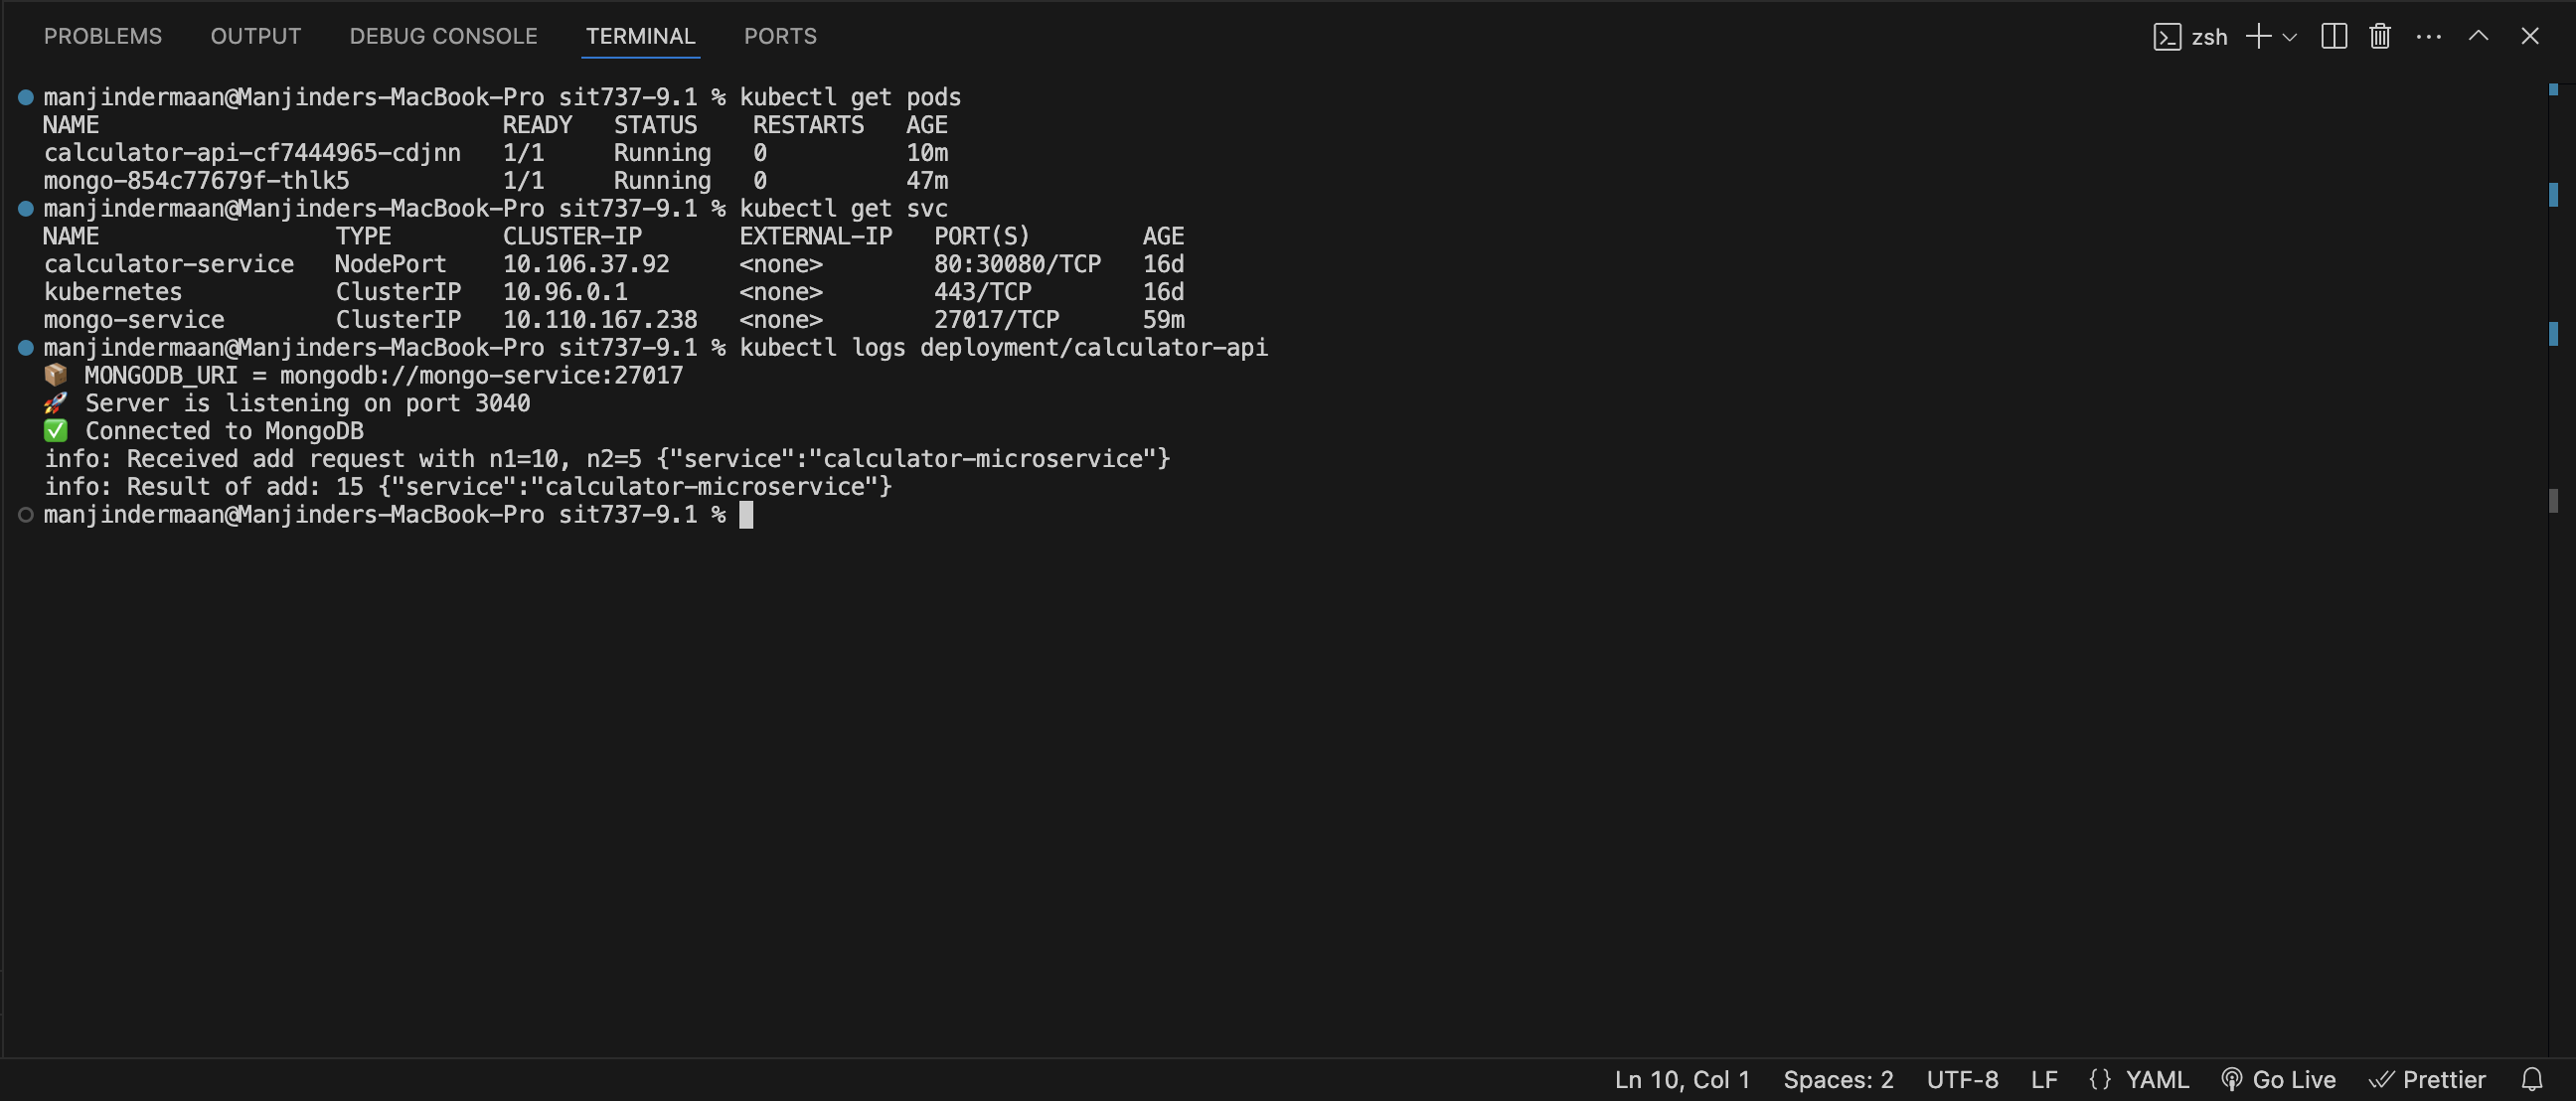 PROBLEMS OUTPUT DEBUG CONSOLE TERMINAL PORTS zsh
manjindermaan@Manjinders-MacBook-Pro sit737-9.1 % kubectl get pods
NAME READY STATUS RESTARTS AGE
calculator-api-cf7444965-cdjnn 1/1 Running 0 10m
mongo-854c77679f-thlk5 1/1 Running 0 47m
manjindermaan@Manjinders-MacBook-Pro sit737-9.1 % kubectl get svc
NAME TYPE CLUSTER-IP EXTERNAL-IP PORT(S) AGE
calculator-service NodePort 10.106.37.92 <none> 80:30080/TCP 16d
kubernetes ClusterIP 10.96.0.1 <none> 443/TCP 16d
mongo-service ClusterIP 10.110.167.238 <none> 27017/TCP 59m
manjindermaan@Manjinders-MacBook-Pro sit737-9.1 % kubectl logs deployment/calculator-api
📦 MONGODB_URI = mongodb://mongo-service:27017
🚀 Server is listening on port 3040
✅ Connected to MongoDB
info: Received add request with n1=10, n2=5 {"service":"calculator-microservice"}
info: Result of add: 15 {"service":"calculator-microservice"}
manjindermaan@Manjinders-MacBook-Pro sit737-9.1 %
Ln 10, Col 1 Spaces: 2 UTF-8 LF {} YAML Go Live Prettier